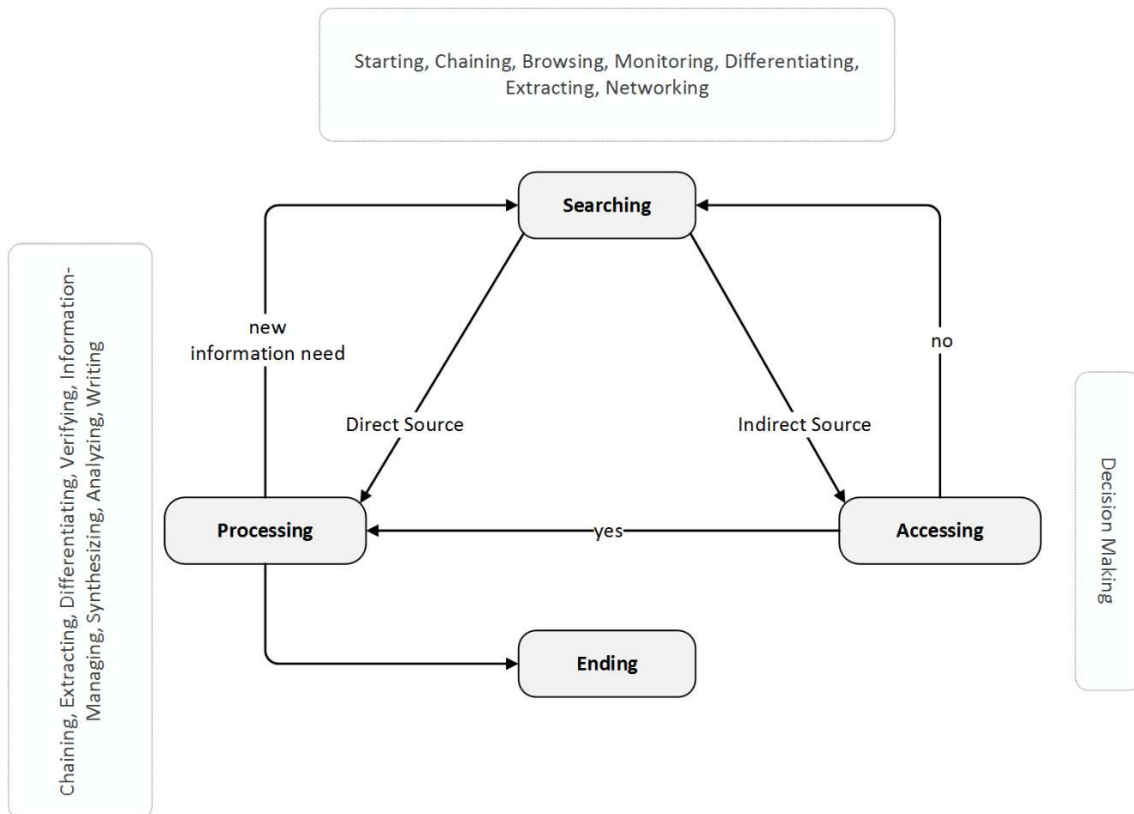 Starting, Chaining, Browsing, Monitoring, Differentiating,
Extracting, Networking
Searching
new
information need
no
Direct Source
Indirect Source
Chaining, Extracting, Differentiating, Verifying, Information-
Managing, Synthesizing, Analyzing, Writing
Decision Making
Processing
yes
Accessing
Ending